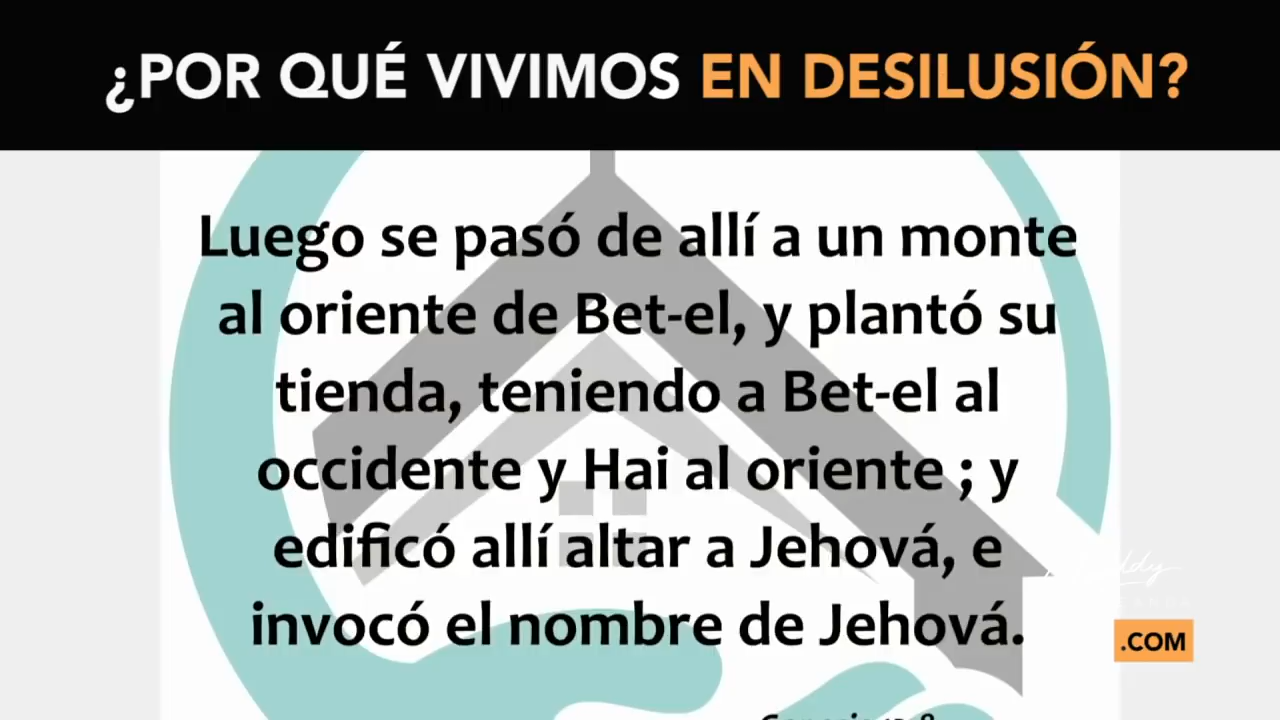 ¿POR QUÉ VIVIMOS EN DESILUSIÓN?
Luego se pasó de allí a un monte
al oriente de Bet-el, y plantó su
tienda, teniendo a Bet-el al
occidente y Hai al oriente ; y
edificó allí altar a Jehová, e
invocó el nombre de Jehová.
.COM